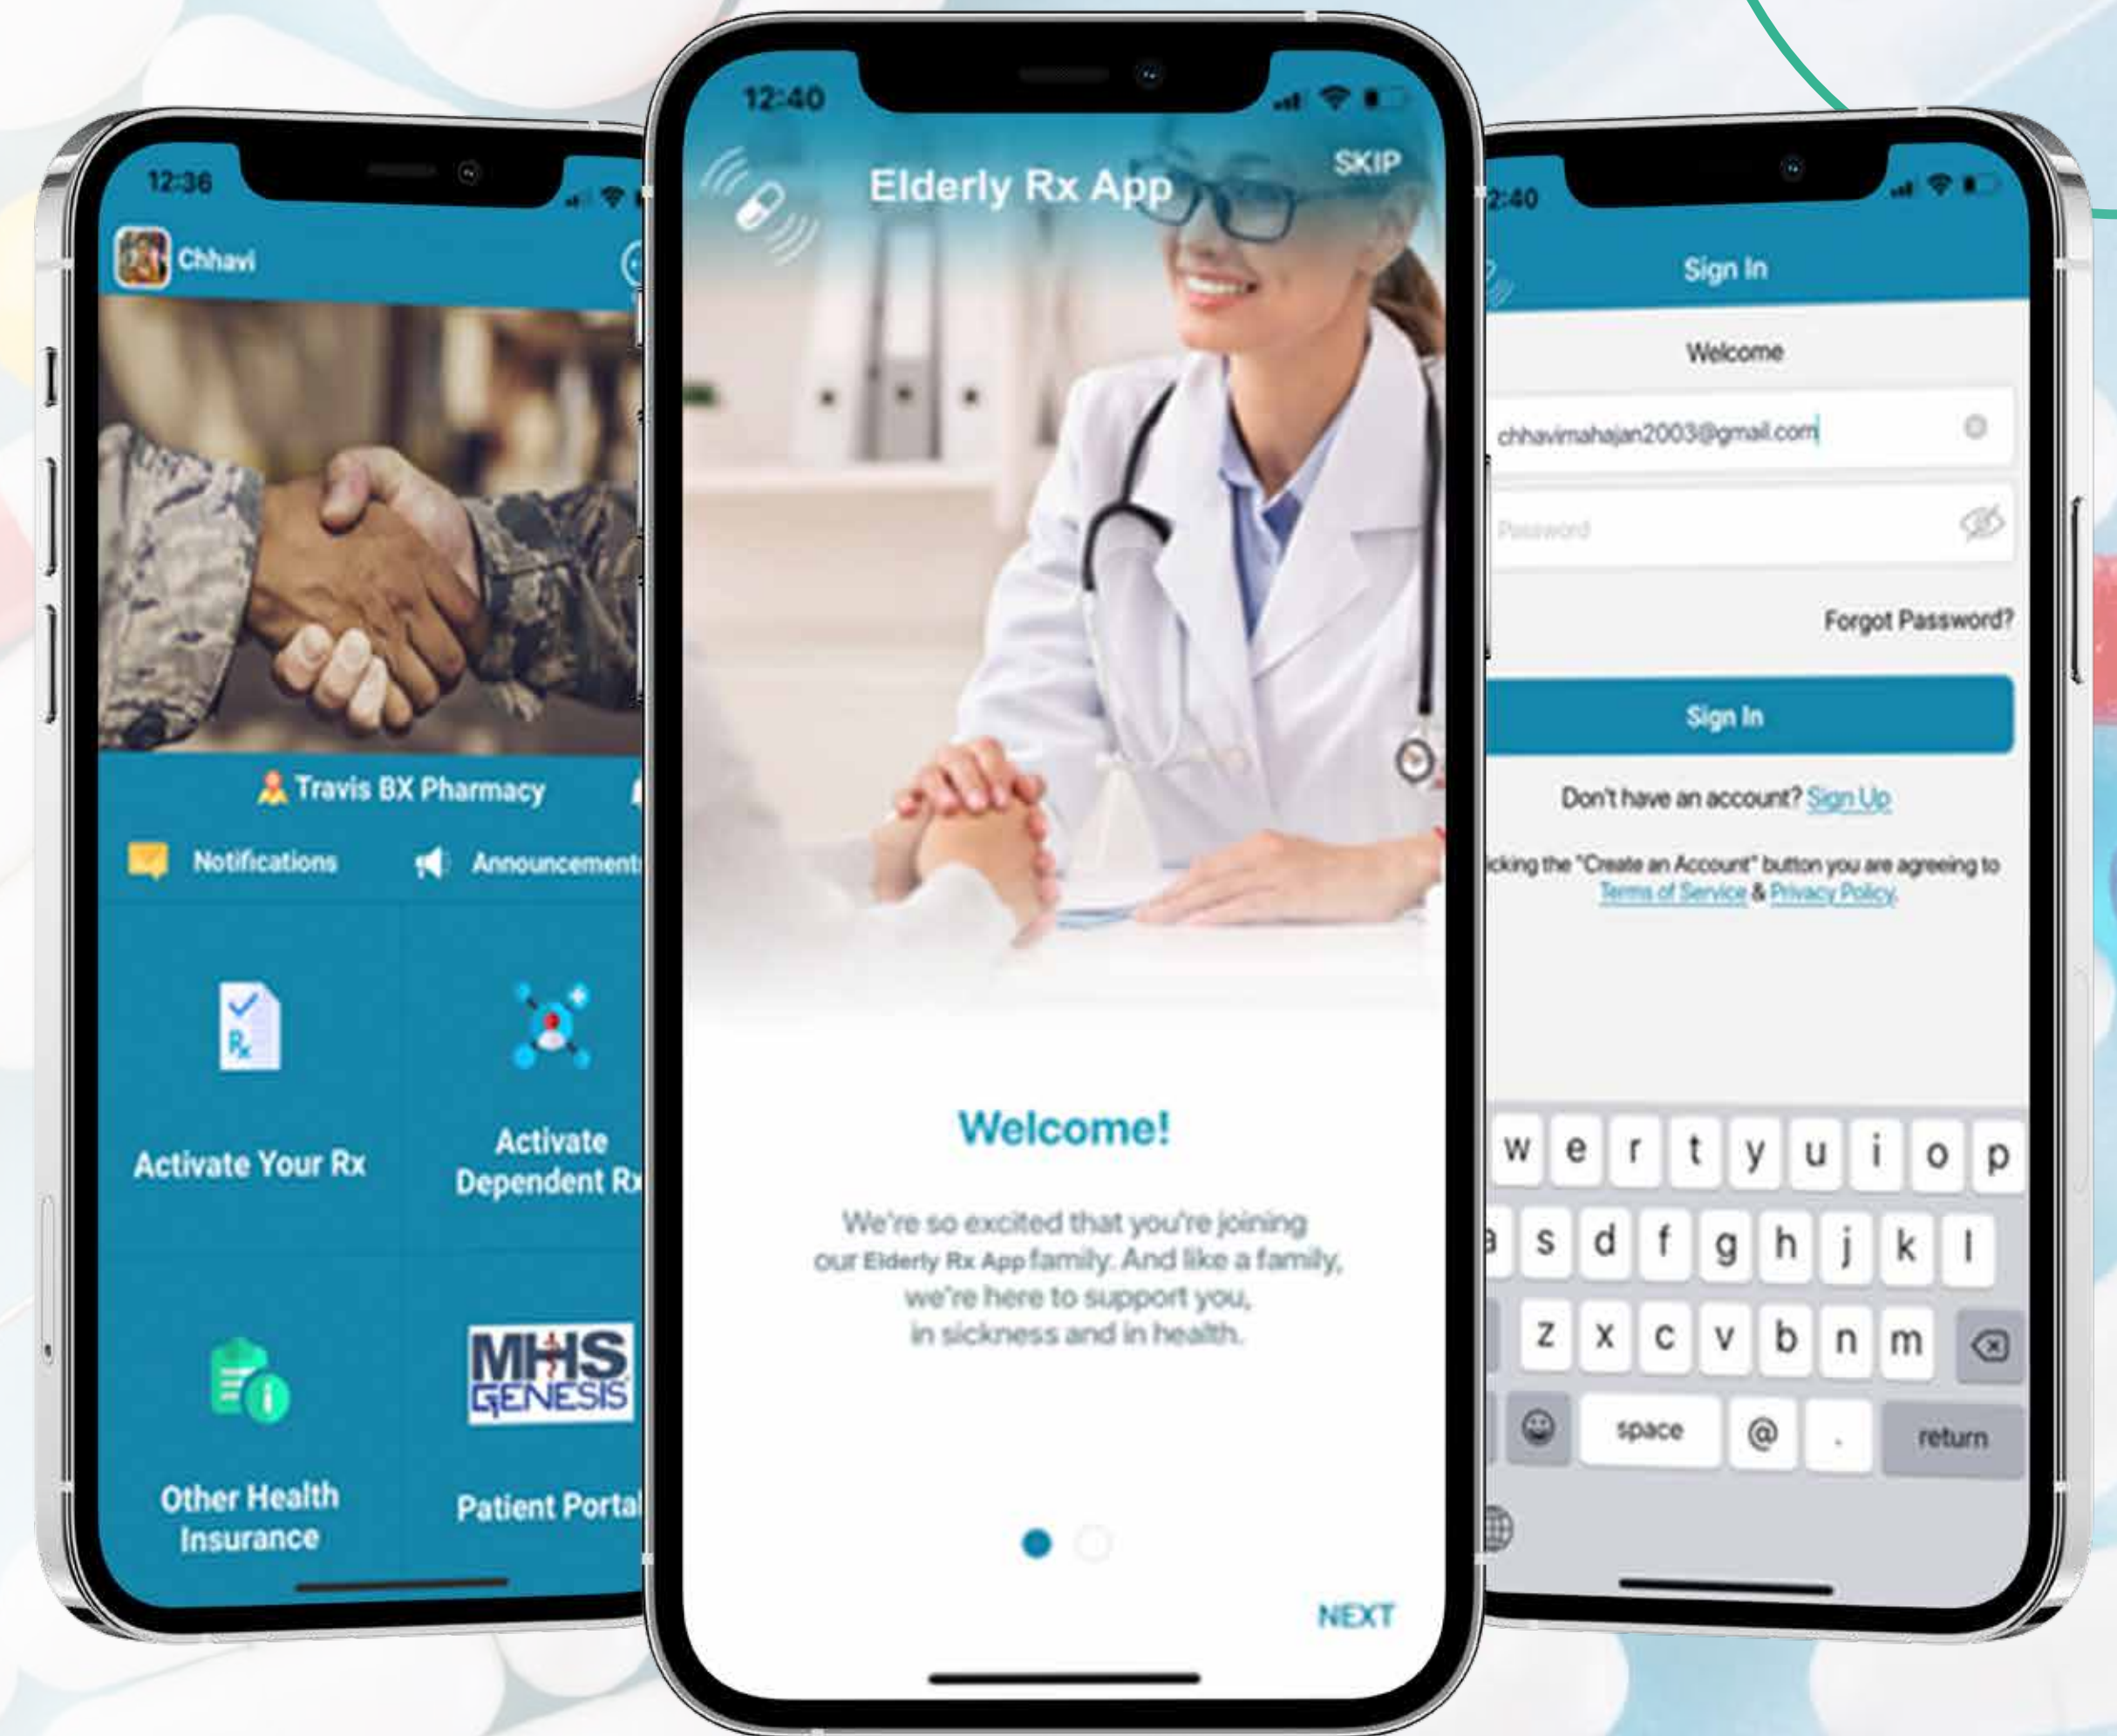 12:36
Chhavi
Travis BX Pharmacy
Notifications
Announcement
Rx
Activate Your Rx
Activate
Dependent Rx
MHS
GENESIS
Other Health
Insurance
Patient Portal
12:40
SKIP
Elderly Rx App
Welcome!
We're so excited that you're joining
our Elderly Rx App family. And like a family,
we're here to support you,
in sickness and in health.
NEXT
2:40
Sign In
Welcome
chhavimahajan2003@gmail.com
Password
Forgot Password?
Sign In
Don't have an account? Sign Up
icking the "Create an Account" button you are agreeing to
Terms of Service & Privacy Policy.
w e r t y u i o p
a s d f g h j k l
z x c v b n m
space @ . return